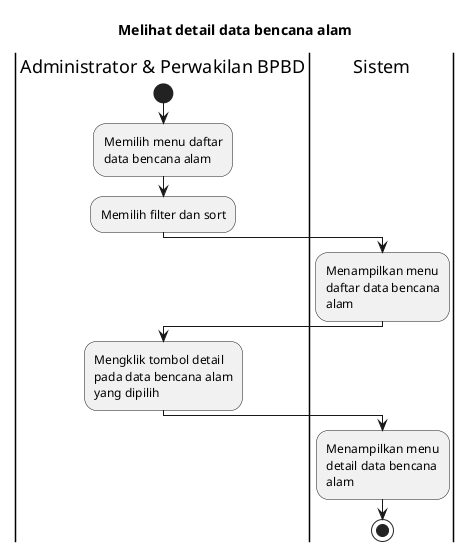 Melihat detail data bencana alam
Administrator & Perwakilan BPBD
Sistem
Memilih menu daftar
data bencana alam
Memilih filter dan sort
Menampilkan menu
daftar data bencana
alam
Mengklik tombol detail
pada data bencana alam
yang dipilih
Menampilkan menu
detail data bencana
alam